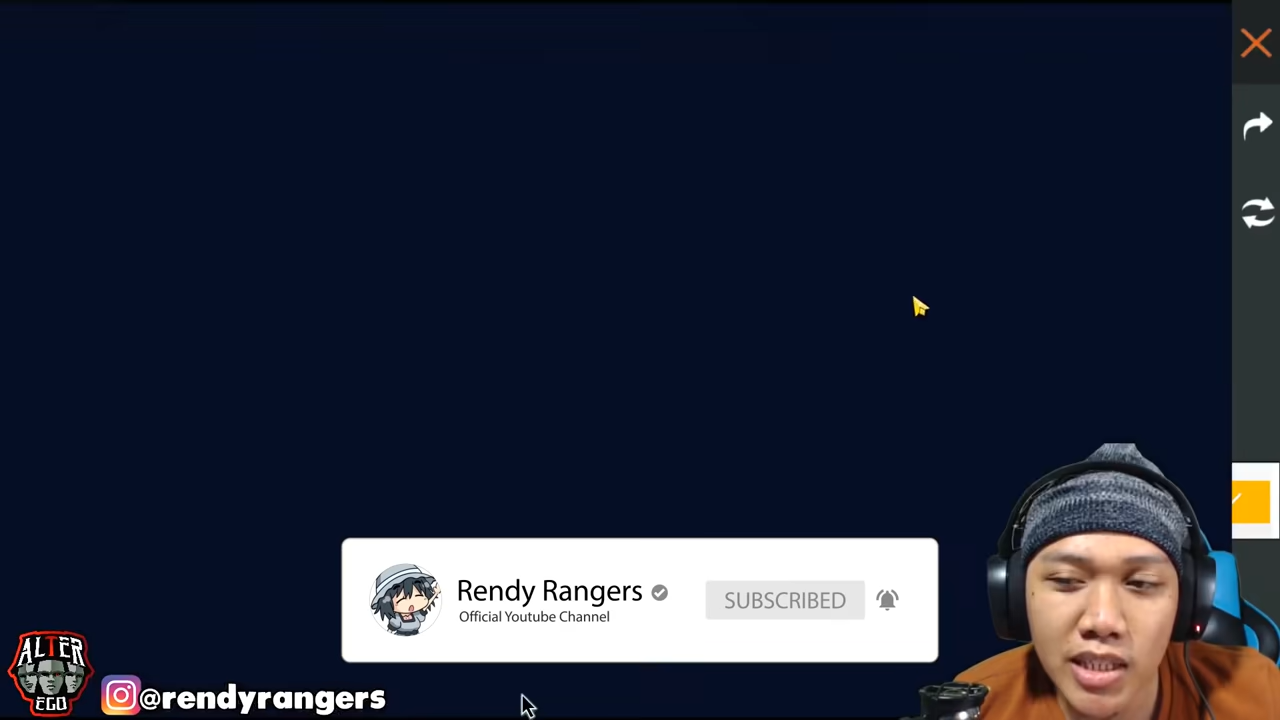 Rendy Rangers
Official Youtube Channel
SUBSCRIBED
ALTER
EGO
@rendyrangers